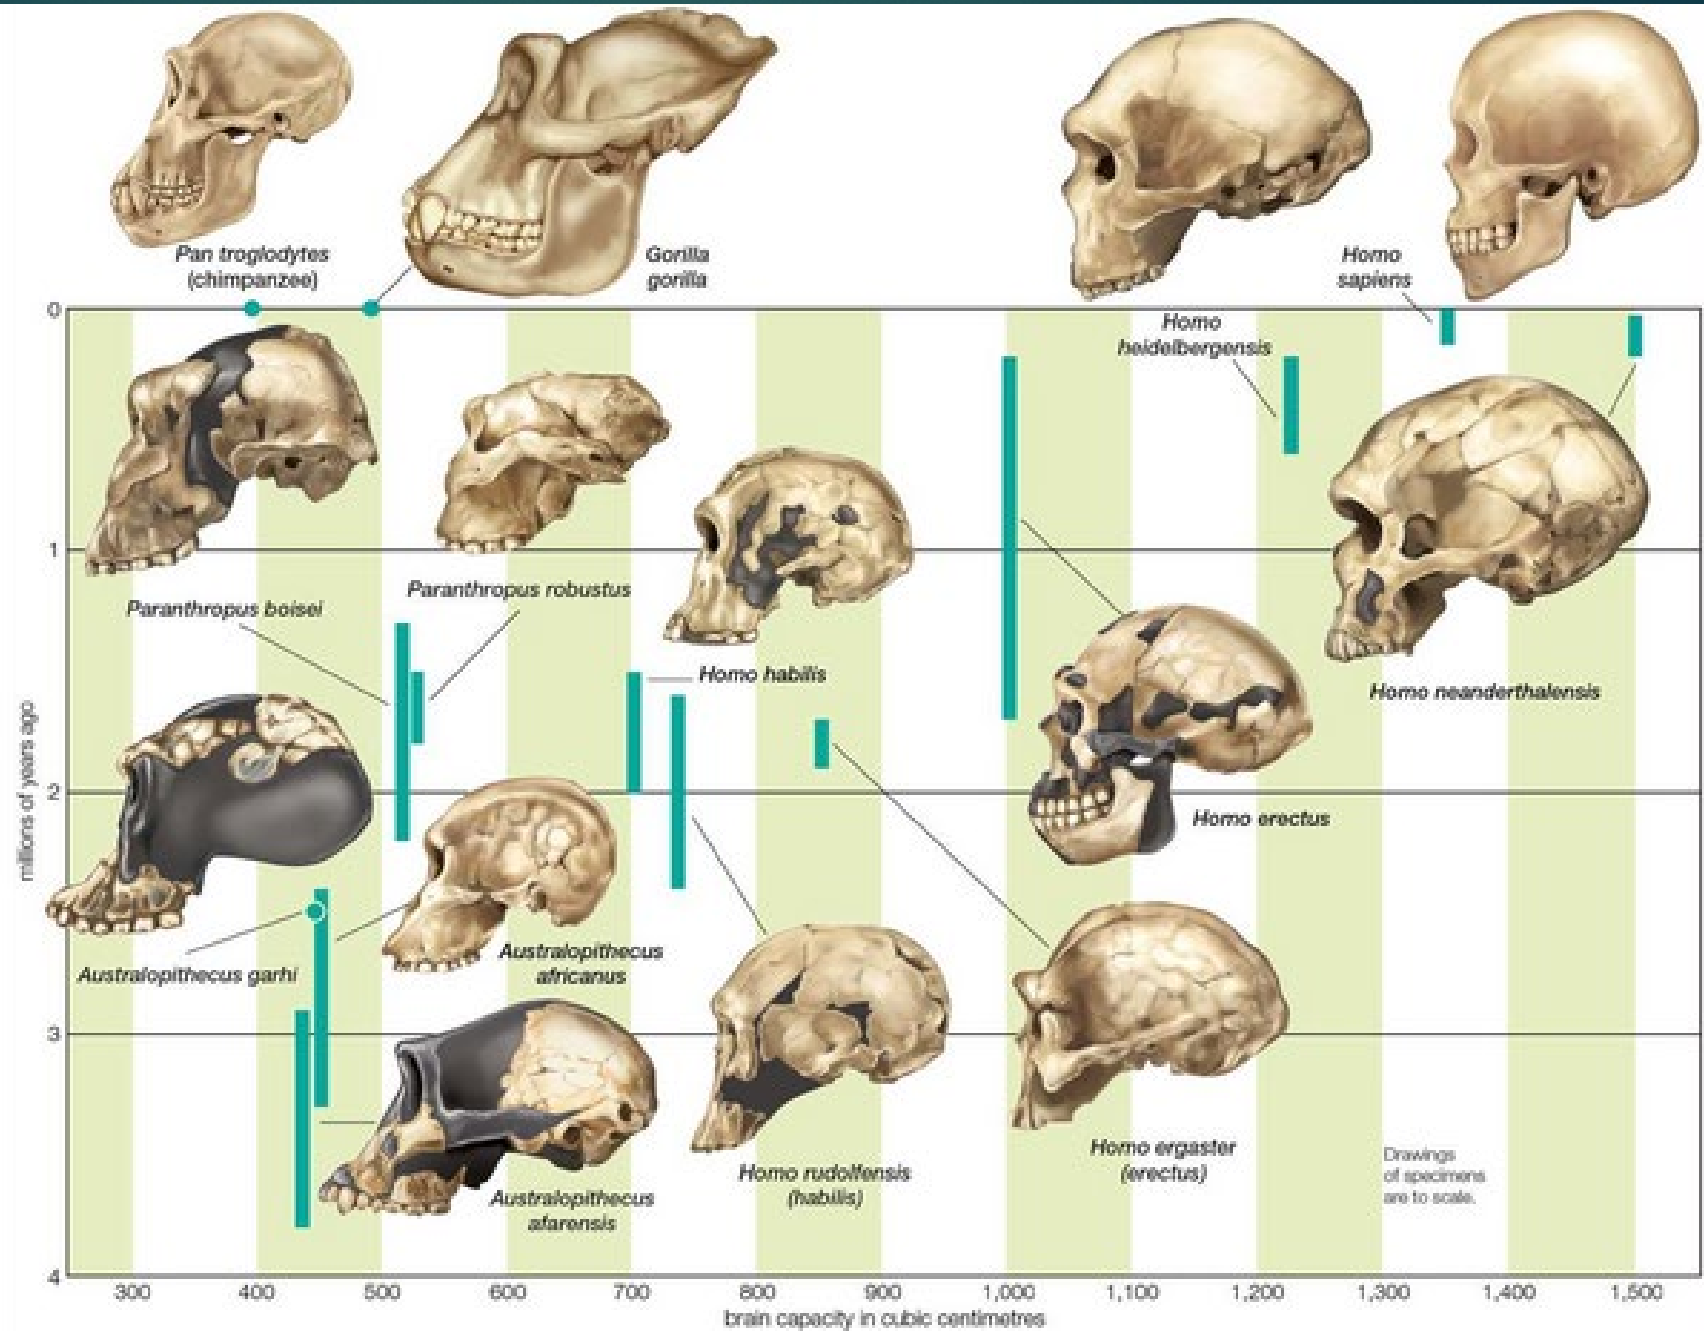 Pan troglodytes
(chimpanzee)
Gorilla
gorilla
Homo
sapiens
0
Homo
heidelbergensis
1
Paranthropus boisei
Paranthropus robustus
Homo habilis
Homo neanderthalensis
millions of years ago
2
Homo erectus
Australopithecus garhi
Australopithecus
africanus
3
Australopithecus
afarensis
Homo rudolfensis
(habilis)
Homo ergaster
(erectus)
Drawings
of specimens
are to scale.
4
300 400 500 600 700 800 900 1,000 1,100 1,200 1,300 1,400 1,500
brain capacity in cubic centimetres